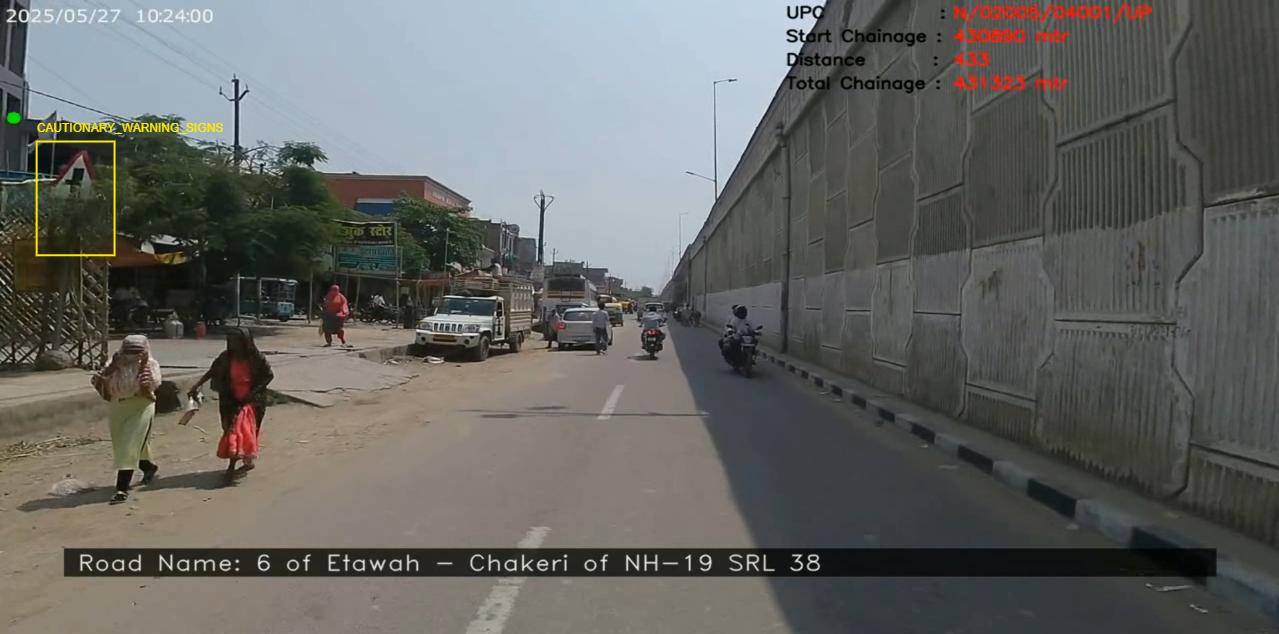 2025/05/27 10:24:00
UPC : N/02005/04001/UP
Start Chainage : 430890 mtr
Distance : 433
Total Chainage : 431323 mtr
CAUTIONARY_WARNING_SIGNS
स्टोर
Road Name: 6 of Etawah - Chakeri of NH-19 SRL 38